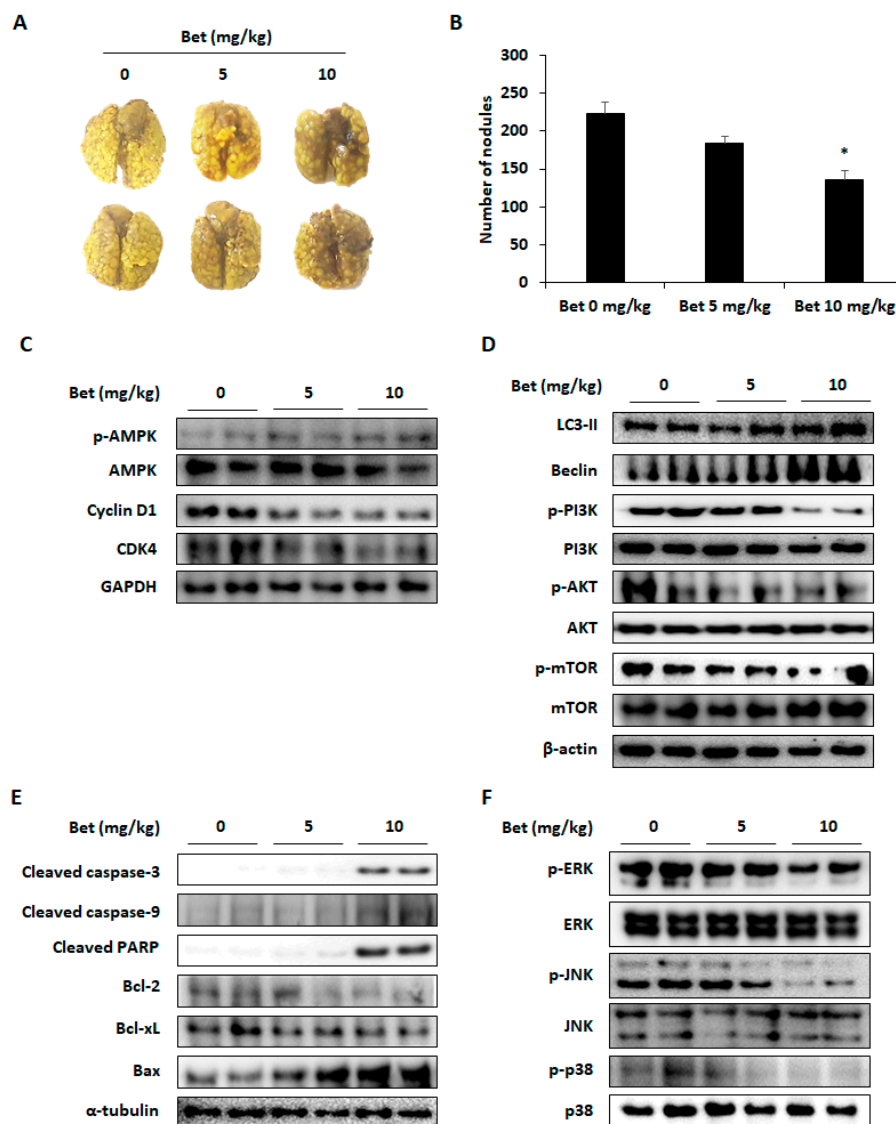 A
Bet (mg/kg)
0 5 10
B
300
250
200
150
100
50
0
Number of nodules
*
Bet 0 mg/kg Bet 5 mg/kg Bet 10 mg/kg
C
Bet (mg/kg) 0 5 10
p-AMPK
AMPK
Cyclin D1
CDK4
GAPDH
D
Bet (mg/kg) 0 5 10
LC3-II
Beclin
p-PI3K
PI3K
p-AKT
AKT
p-mTOR
mTOR
β-actin
E
Bet (mg/kg) 0 5 10
Cleaved caspase-3
Cleaved caspase-9
Cleaved PARP
Bcl-2
Bcl-xL
Bax
α-tubulin
F
Bet (mg/kg) 0 5 10
p-ERK
ERK
p-JNK
JNK
p-p38
p38